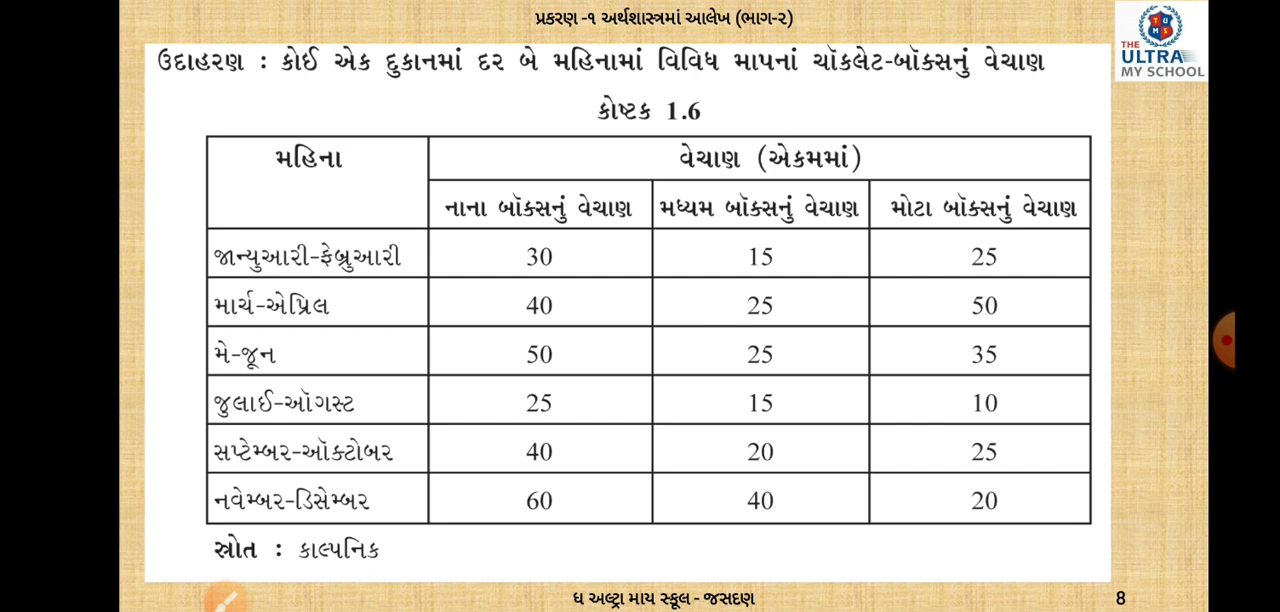 પ્રકરણ -૧ અર્થશાસ્ત્રમાં આલેખ (ભાગ-૨)
T U
M S
THE
ULTRA
MY SCHOOL
ઉદાહરણ : કોઈ એક દુકાનમાં દર બે મહિનામાં વિવિધ માપનાં ચૉકલેટ-બૉક્સનું વેચાણ
કોષ્ટક 1.6
મહિના વેચાણ (એકમમાં)
નાના બૉક્સનું વેચાણ મધ્યમ બૉક્સનું વેચાણ મોટા બૉક્સનું વેચાણ
જાન્યુઆરી-ફેબ્રુઆરી 30 15 25
માર્ચ-એપ્રિલ 40 25 50
મે-જૂન 50 25 35
જુલાઈ-ઑગસ્ટ 25 15 10
સપ્ટેમ્બર-ઑક્ટોબર 40 20 25
નવેમ્બર-ડિસેમ્બર 60 40 20
સ્રોત : કાલ્પનિક
ધ અલ્ટ્રા માય સ્કૂલ - જસદણ 8